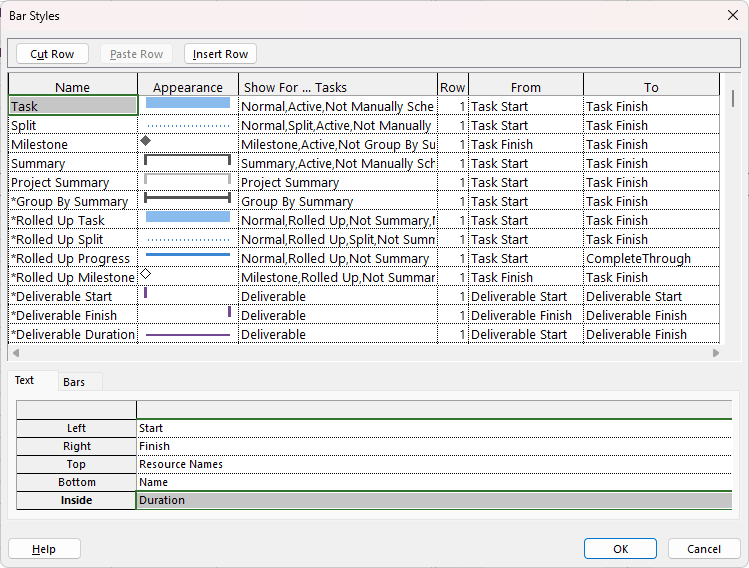 Bar Styles
Cut Row Paste Row Insert Row
Name Appearance Show For ... Tasks Row From To
Task Normal,Active,Not Manually Sche 1 Task Start Task Finish
Split Normal,Split,Active,Not Manually 1 Task Start Task Finish
Milestone Milestone,Active,Not Group By Su 1 Task Finish Task Finish
Summary Summary,Active,Not Manually Sch 1 Task Start Task Finish
Project Summary Project Summary 1 Task Start Task Finish
*Group By Summary Group By Summary 1 Task Start Task Finish
*Rolled Up Task Normal,Rolled Up,Not Summary, 1 Task Start Task Finish
*Rolled Up Split Normal,Rolled Up,Split,Not Summ 1 Task Start Task Finish
*Rolled Up Progress Normal,Rolled Up,Not Summary 1 Task Start CompleteThrough
*Rolled Up Milestone Milestone,Rolled Up,Not Summar 1 Task Finish Task Finish
*Deliverable Start Deliverable 1 Deliverable Start Deliverable Start
*Deliverable Finish Deliverable 1 Deliverable Finish Deliverable Finish
*Deliverable Duration Deliverable 1 Deliverable Start Deliverable Finish
Text Bars
Left Start
Right Finish
Top Resource Names
Bottom Name
Inside Duration
Help OK Cancel